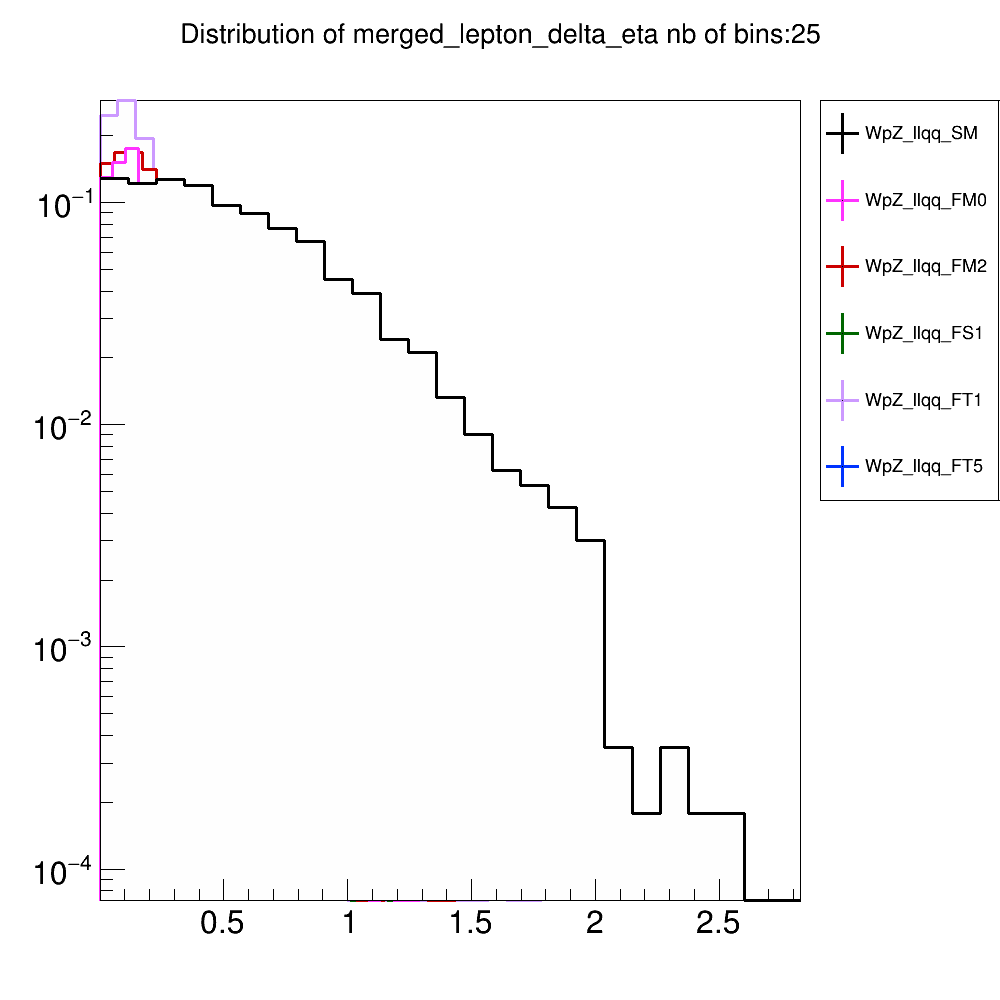 Distribution of merged_lepton_delta_eta nb of bins:25
WpZ_llqq_SM
WpZ_llqq_FM0
WpZ_llqq_FM2
WpZ_llqq_FS1
WpZ_llqq_FT1
WpZ_llqq_FT5
10⁻¹
10⁻²
10⁻³
10⁻⁴
0.5 1 1.5 2 2.5